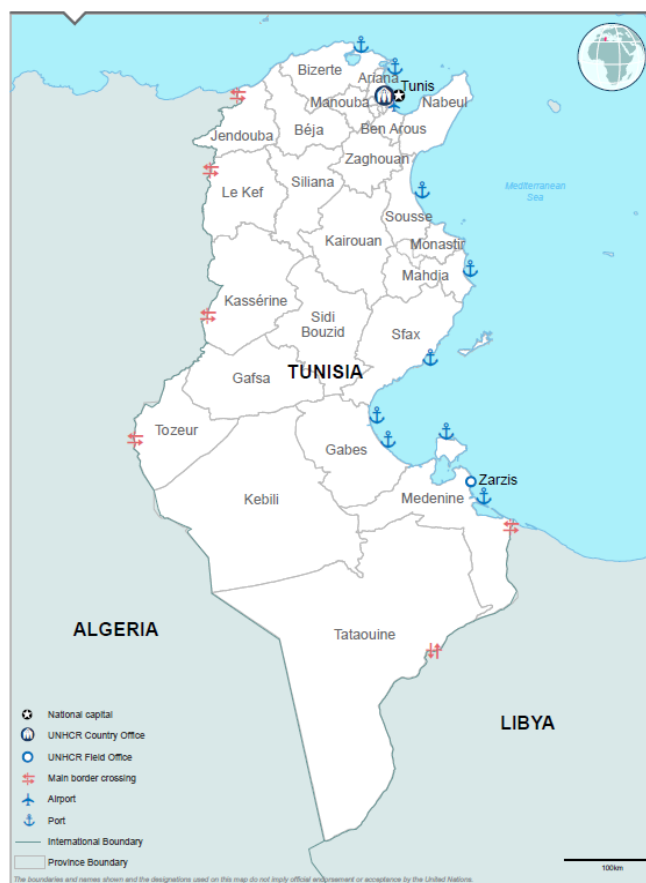 Bizerte
Ariana
Tunis
Manouba
Nabeul
Jendouba
Béja
Ben Arous
Zaghouan
Le Kef
Siliana
Mediterranean
Sea
Sousse
Kairouan
Monastir
Mahdia
Kassérine
Sidi
Bouzid
Sfax
TUNISIA
Gafsa
Tozeur
Gabes
Zarzis
Kebili
Medenine
ALGERIA
Tataouine
LIBYA
National capital
UNHCR Country Office
UNHCR Field Office
Main border crossing
Airport
Port
International Boundary
Province Boundary
100km
The boundaries and names shown and the designations used on this map do not imply official endorsement or acceptance by the United Nations.